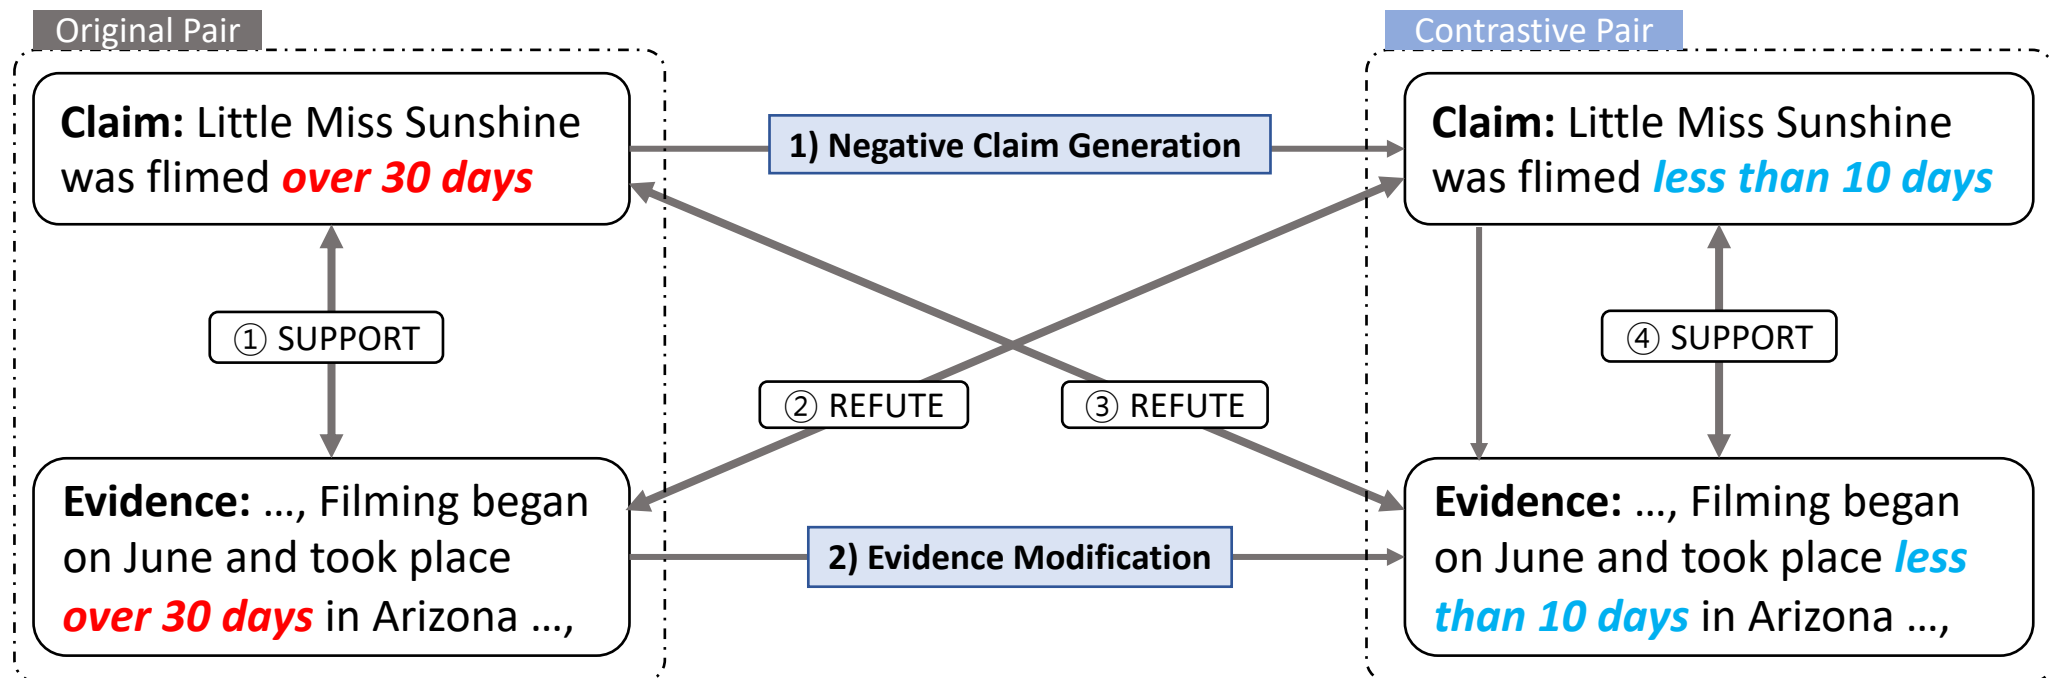 Original Pair
Contrastive Pair
Claim: Little Miss Sunshine
was flimed over 30 days
1) Negative Claim Generation
Claim: Little Miss Sunshine
was flimed less than 10 days
① SUPPORT
② REFUTE
③ REFUTE
④ SUPPORT
Evidence: ..., Filming began
on June and took place
over 30 days in Arizona ...,
2) Evidence Modification
Evidence: ..., Filming began
on June and took place less
than 10 days in Arizona ...,